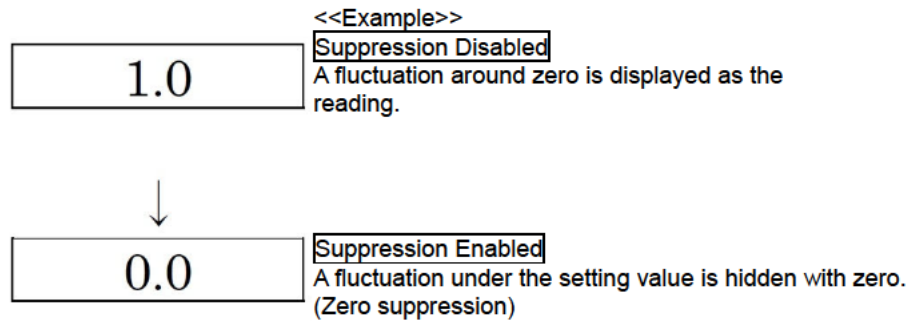 <<Example>>
Suppression Disabled
1.0
A fluctuation around zero is displayed as the
reading.
↓
Suppression Enabled
0.0
A fluctuation under the setting value is hidden with zero.
(Zero suppression)